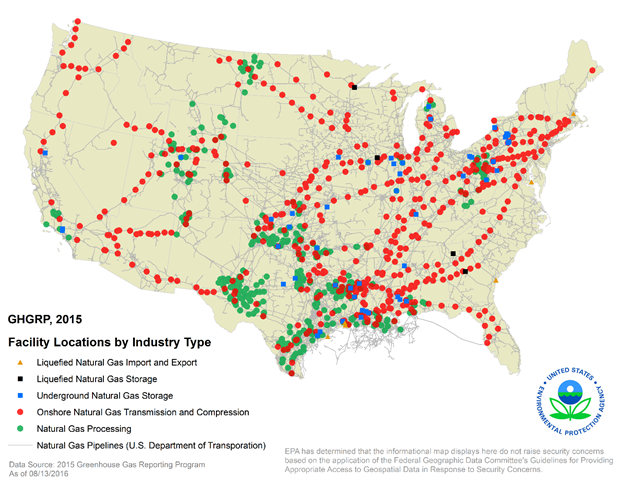 GHGRP, 2015
Facility Locations by Industry Type
Liquefied Natural Gas Import and Export
Liquefied Natural Gas Storage
Underground Natural Gas Storage
Onshore Natural Gas Transmission and Compression
Natural Gas Processing
Natural Gas Pipelines (U.S. Department of Transportation)
Data Source: 2015 Greenhouse Gas Reporting Program
As of 08/13/2016
UNITED STATES
ENVIRONMENTAL PROTECTION AGENCY
EPA has determined that the informational map displays here do not raise security concerns
based on the application of the Federal Geographic Data Committee's Guidelines for Providing
Appropriate Access to Geospatial Data in Response to Security Concerns.